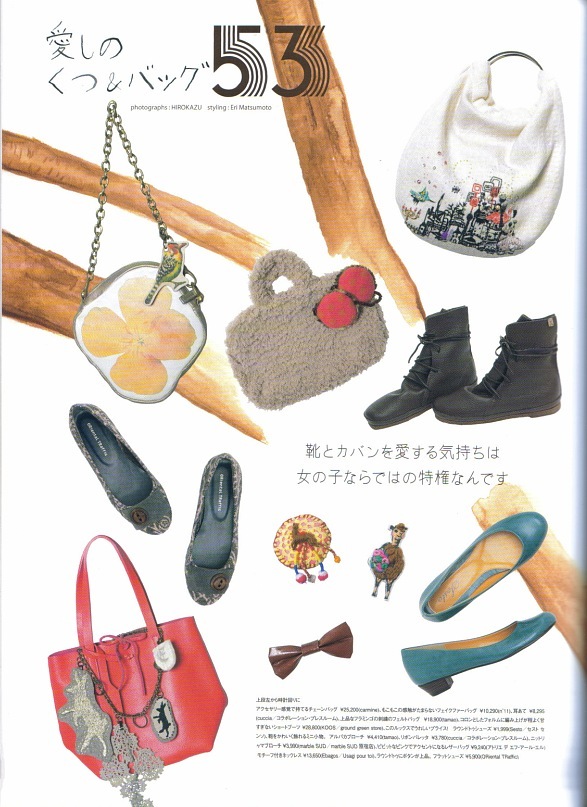 愛しの
くつ&バッグ53
photographs : HIROKAZU styling : Eri Matsumoto
靴とカバンを愛する気持ちは
女の子ならではの特権なんです
Oriental Traffic
Oriental Traffic
上段左から時計回りに
アクセサリー感覚で持てるチェーンバッグ ¥25,200(carmine)、もこもこの感触がたまらないフェイクファーバッグ ¥10,290(n°11)、耳あて ¥8,295
(cuccia/コラボレーション・プレスルーム)、上品なフラミンゴの刺繍のフェルトバッグ ¥18,900(tamao)、コロンとしたフォルムに編み上げが程よくせ
すぎないショートブーツ ¥28,800(KOOS/ground green store)、このルックスでうれしいプライス! ラウンドトゥシューズ ¥1,999(Sesto/セスト
ン)、靴をかわいく飾れるミニ小物、アルパカブローチ ¥4,410(tamao)、リボンバレッタ ¥3,780(cuccia/コラボレーション・プレスルーム)、ニットリ
ャマブローチ ¥3,990(marble SUD/marble SUD 原宿店)、ビビットなピンクでアクセントになるレザーバッグ ¥9,240(アトリエ デ エフ・アール・エル)
モチーフ付きネックレス ¥13,650(Ebagos/Usagi pour toi)、ラウンドトゥにボタンが上品、フラットシューズ ¥5,900(ORiental TRaffic)